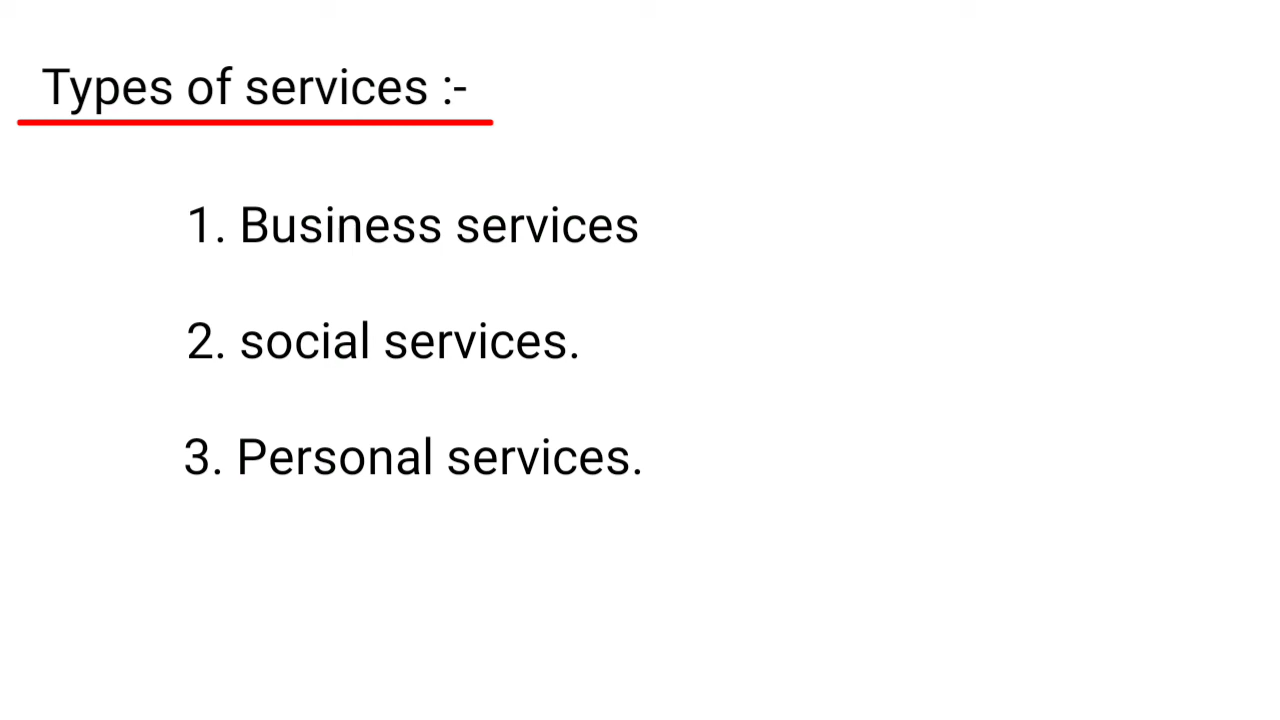 Types of services :-
1. Business services
2. social services.
3. Personal services.